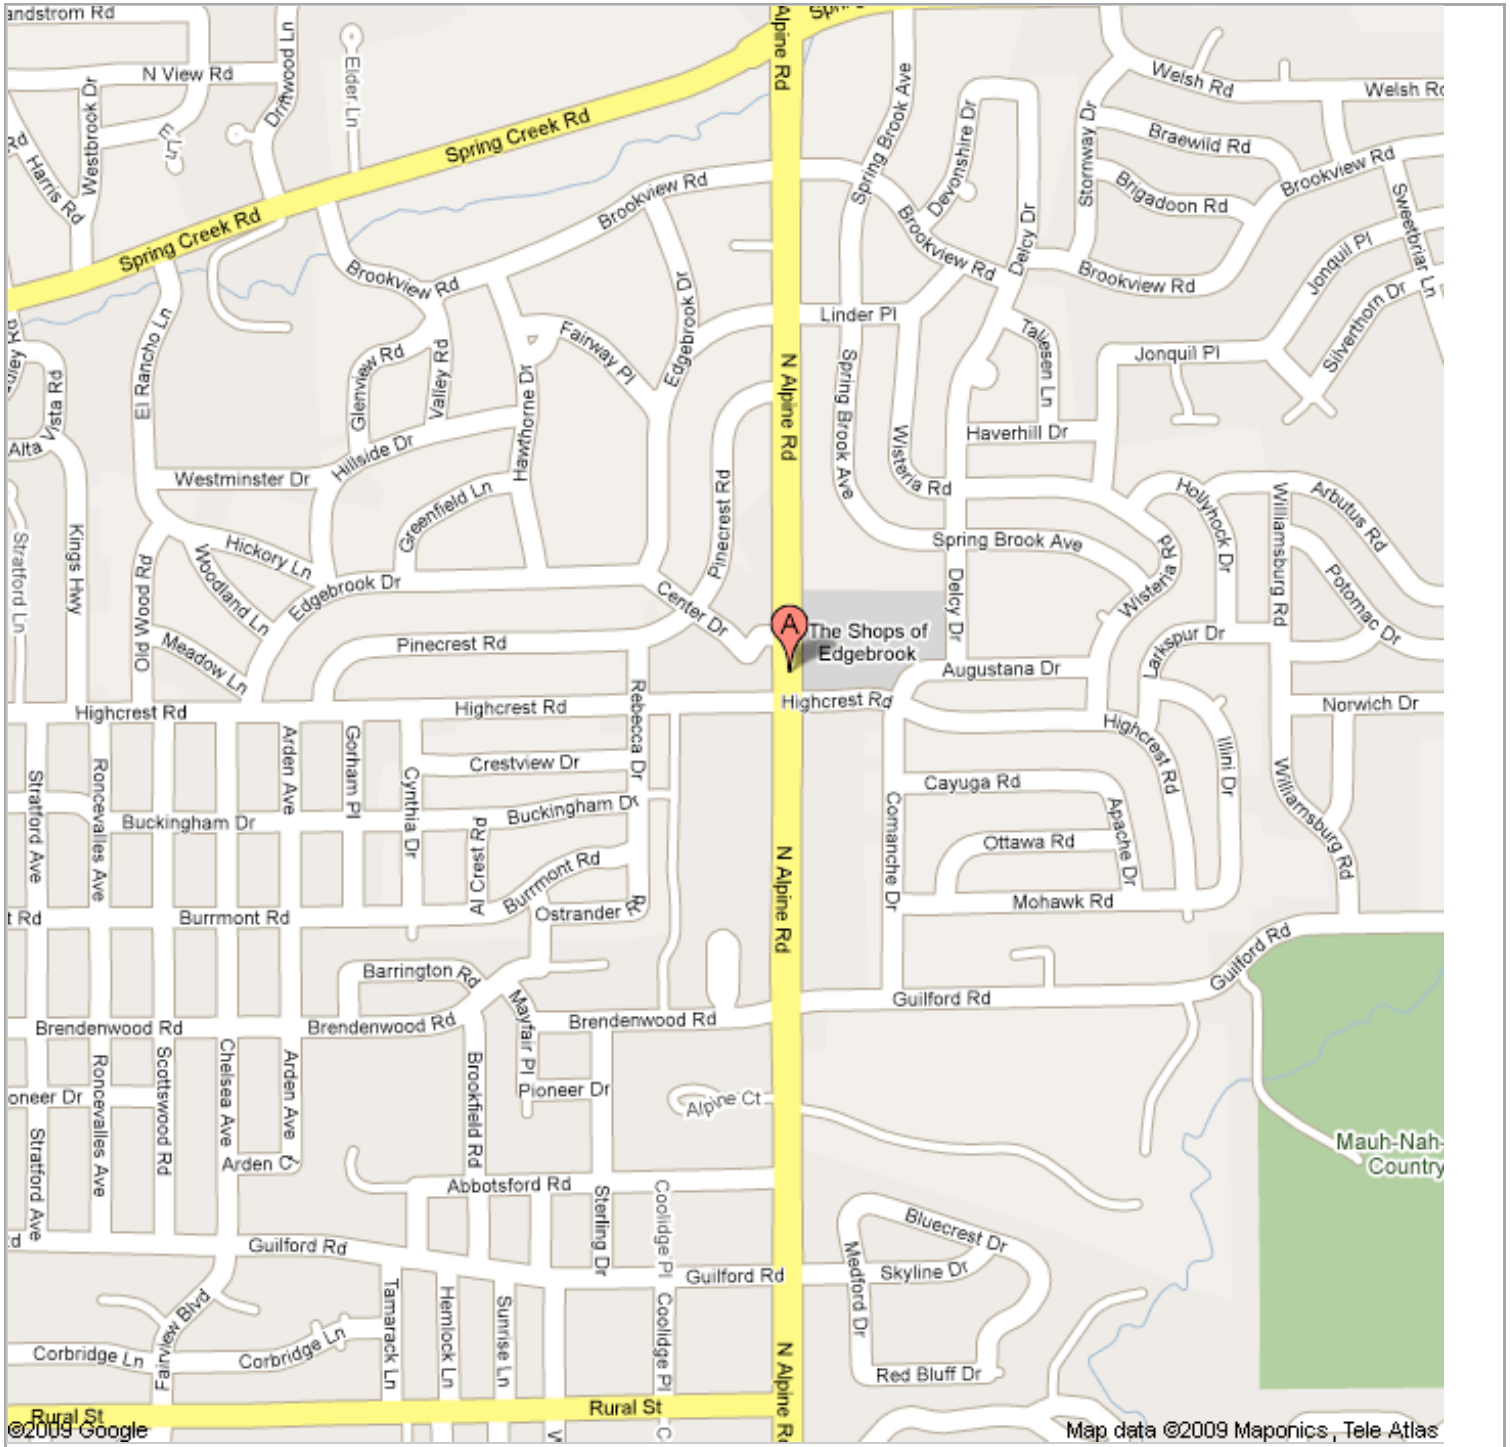 andstrom Rd
N View Rd
Driftwood Ln
Elder Ln
Alpine Rd
Spring Brook Ave
Welsh Rd
Welsh Rd
Westbrook Dr
E Ln
Rd
Harris Rd
Spring Creek Rd
Devonshire Dr
Stornway Dr
Braewild Rd
Brookview Rd
Brigadoon Rd
Sweetbriar Ln
Spring Creek Rd
Brookview Rd
Brookview Rd
Delcy Dr
Brookview Rd
Brookview Rd
Jonquil Pl
Silverthorn Dr
El Rancho Ln
Glenview Rd
Valley Rd
Fairway Pl
Edgebrook Dr
Linder Pl
Taliesen Ln
Jonquil Pl
Vista Rd
Alta
Hawthorne Dr
N Alpine Rd
Spring Brook Ave
Haverhill Dr
Westminster Dr
Hillside Dr
Greenfield Ln
Pinecrest Rd
Wisteria Rd
Hollyhock Dr
Arbutus Rd
Williamsburg Rd
Stratford Ln
Kings Hwy
Old Wood Rd
Hickory Ln
Woodland Ln
Edgebrook Dr
Center Dr
Spring Brook Ave
Delcy Dr
Wisteria Rd
Potomac Dr
Meadow Ln
Pinecrest Rd
A
The Shops of
Edgebrook
Augustana Dr
Larkspur Dr
Highcrest Rd
Highcrest Rd
Rebecca Dr
Highcrest Rd
Highcrest Rd
Norwich Dr
Stratford Ave
Roncevalles Ave
Arden Ave
Gorham Pl
Cynthia Dr
Crestview Dr
Cayuga Rd
Illini Dr
Williamsburg Rd
Buckingham Dr
Al Crest Rd
Buckingham Dr
Comanche Dr
Apache Dr
Ottawa Rd
N Alpine Rd
Burrmont Rd
t Rd
Burrmont Rd
Ostrander R
Mohawk Rd
Barrington Rd
Mayfair Pl
Guilford Rd
Guilford Rd
Brendenwood Rd
Brendenwood Rd
Brendenwood Rd
oneer Dr
Roncevalles Ave
Scottswood Rd
Chelsea Ave
Arden Ave
Brookfield Rd
Pioneer Dr
Alpine Ct
Mauh-Nah-
Country
Stratford Ave
Arden C
Abbotsford Rd
Sterling Dr
Coolidge Pl
Bluecrest Dr
Guilford Rd
Guilford Rd
Medford Dr
Skyline Dr
Fairview Blvd
Tamarack Ln
Hemlock Ln
Sunrise Ln
Coolidge Pl
Corbridge Ln
Corbridge Ln
N Alpine Rd
Red Bluff Dr
Rural St
Rural St
©2009 Google
Map data ©2009 Maponics, Tele Atlas